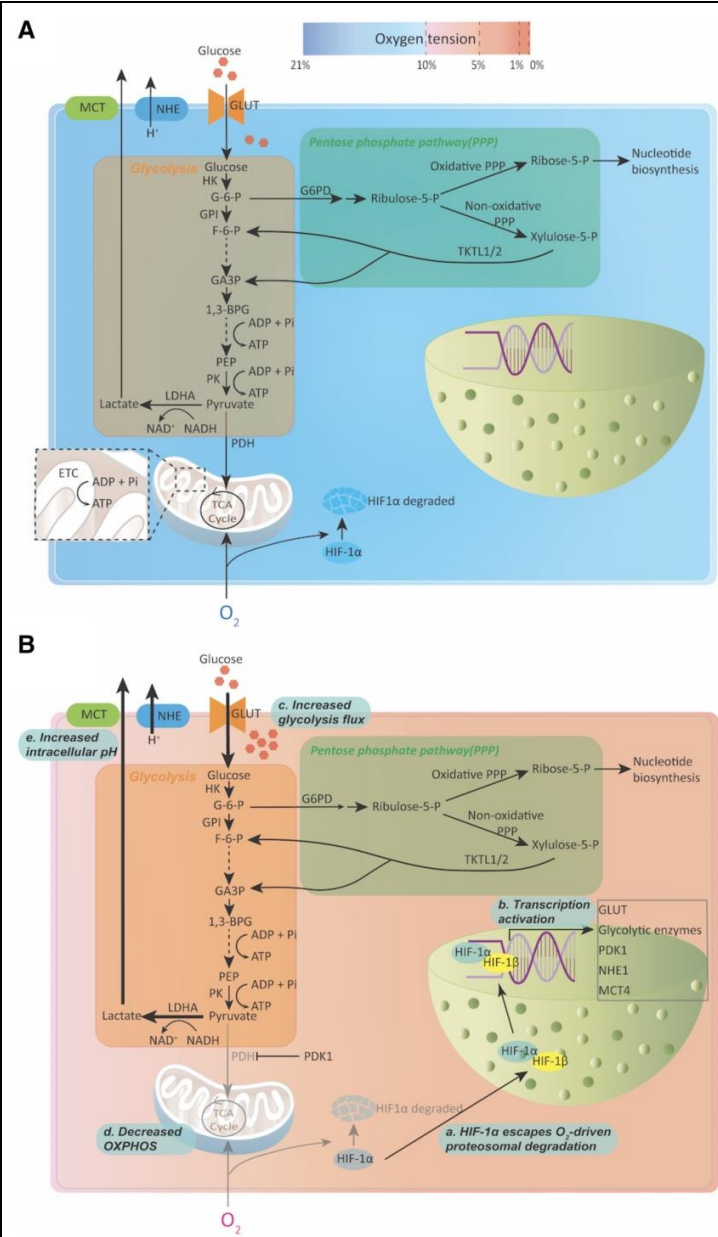 A
Oxygen tension
21%
10%
5%
1%
0%
Glucose
MCT
NHE
GLUT
H⁺
Pentose phosphate pathway(PPP)
Glycolysis
Glucose
HK
G-6-P
GPI
F-6-P
GA3P
1,3-BPG
ADP + Pi
ATP
PEP
PK
ADP + Pi
ATP
Pyruvate
LDHA
Lactate
NAD⁺
NADH
PDH
G6PD
Ribulose-5-P
Oxidative PPP
Ribose-5-P
Nucleotide
biosynthesis
Non-oxidative
PPP
Xylulose-5-P
TKTL1/2
ETC
ADP + Pi
ATP
TCA
Cycle
HIF1α degraded
HIF-1α
O₂
B
Glucose
MCT
NHE
GLUT
H⁺
c. Increased
glycolysis flux
e. Increased
intracellular pH
Pentose phosphate pathway(PPP)
Glycolysis
Glucose
HK
G-6-P
GPI
F-6-P
GA3P
1,3-BPG
ADP + Pi
ATP
PEP
PK
ADP + Pi
ATP
Pyruvate
LDHA
Lactate
NAD⁺
NADH
PDH
PDK1
G6PD
Ribulose-5-P
Oxidative PPP
Ribose-5-P
Nucleotide
biosynthesis
Non-oxidative
PPP
Xylulose-5-P
TKTL1/2
b. Transcription
activation
GLUT
Glycolytic enzymes
PDK1
NHE1
MCT4
HIF-1α
HIF-1β
HIF-1α
HIF-1β
d. Decreased
OXPHOS
TCA
Cycle
HIF1α degraded
HIF-1α
a. HIF-1α escapes O₂-driven
proteosomal degradation
O₂